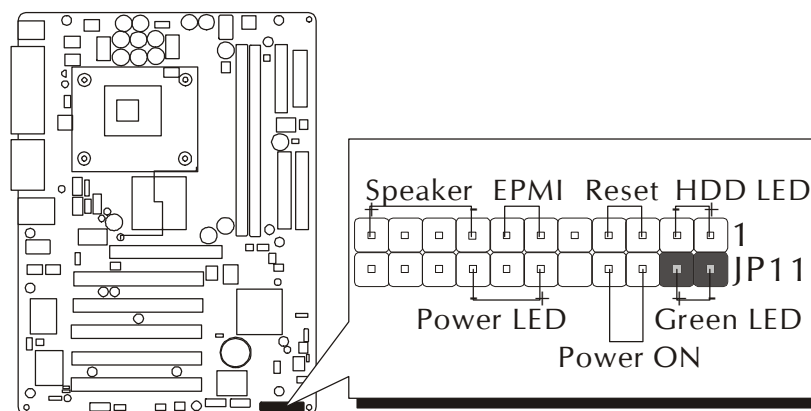 Speaker EPMI Reset HDD LED
1
JP11
Power LED Green LED
Power ON